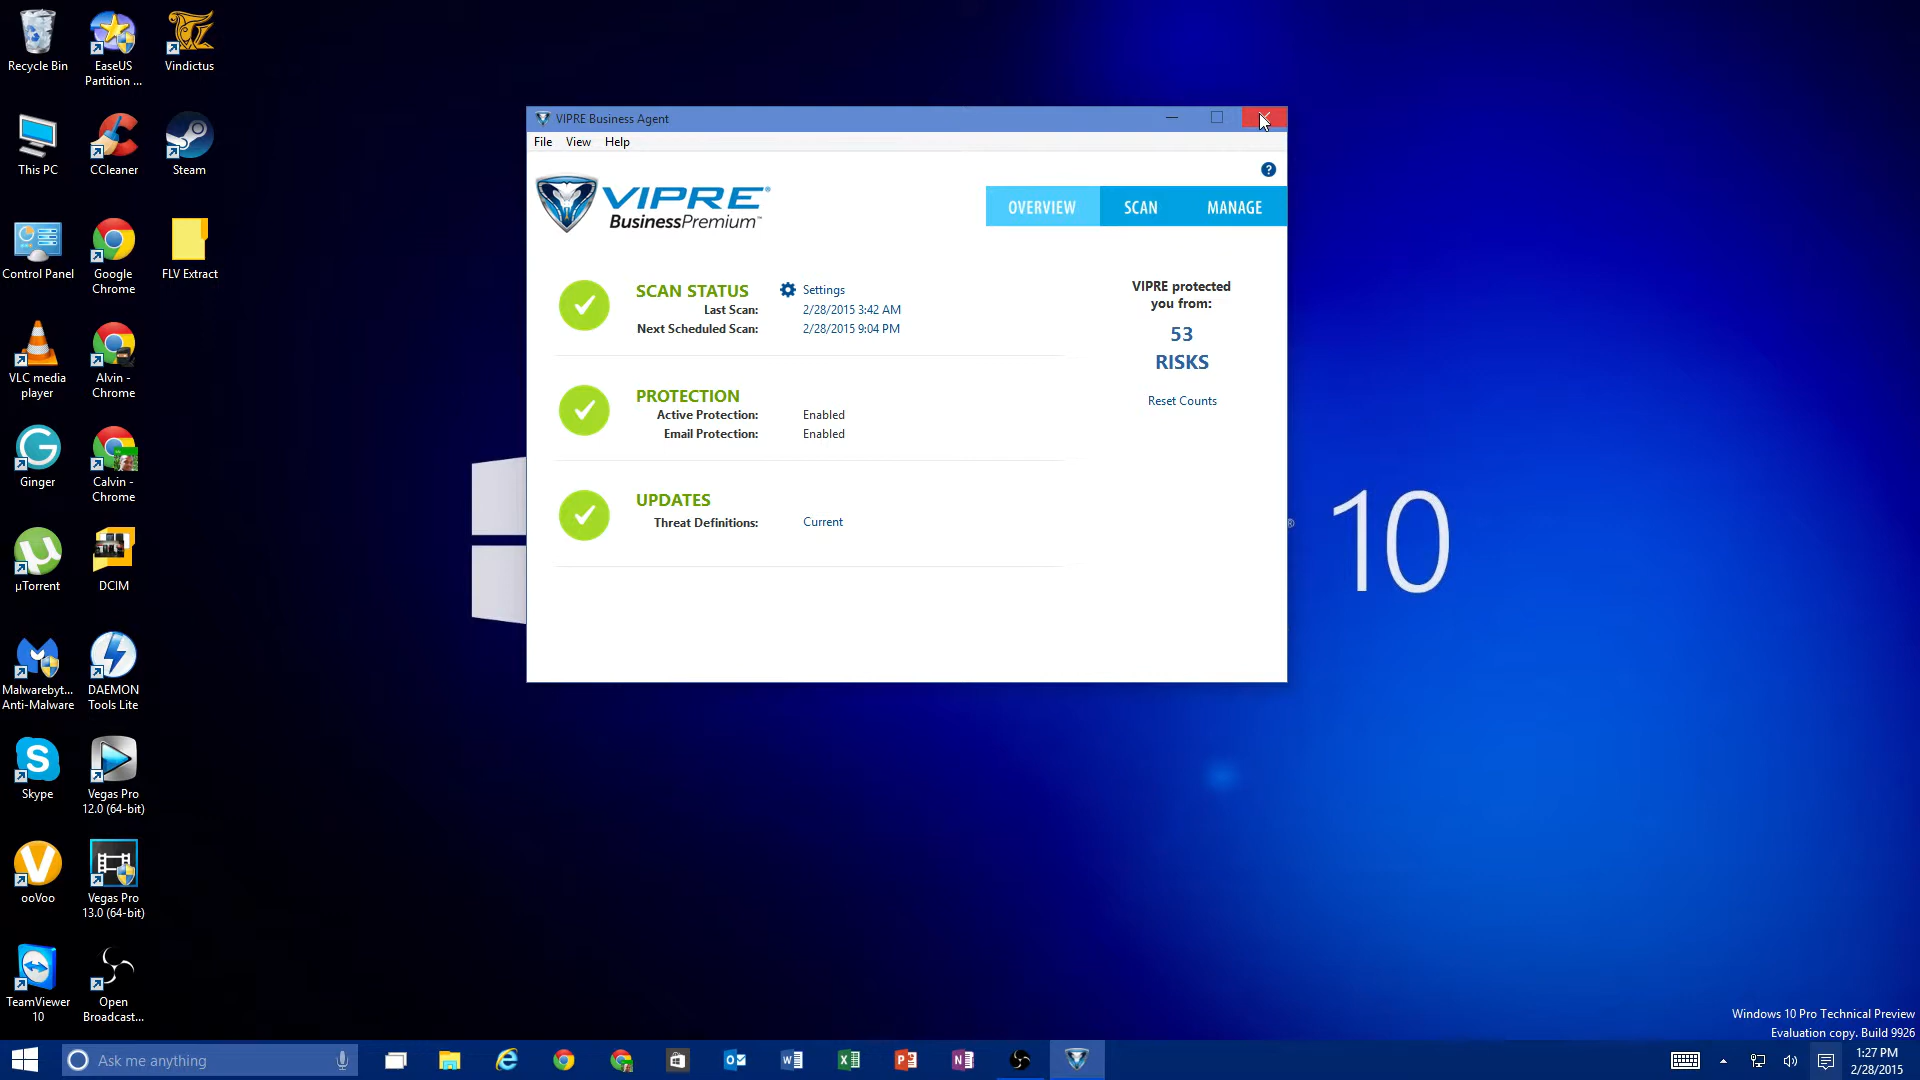 Recycle Bin
EaseUS
Partition ...
Vindictus
This PC
CCleaner
Steam
Control Panel
Google
Chrome
FLV Extract
VLC media
player
Alvin -
Chrome
Ginger
Calvin -
Chrome
µTorrent
DCIM
Malwarebyt...
Anti-Malware
DAEMON
Tools Lite
Skype
Vegas Pro
12.0 (64-bit)
ooVoo
Vegas Pro
13.0 (64-bit)
TeamViewer
10
Open
Broadcast...
VIPRE Business Agent
File View Help
VIPRE®
BusinessPremium™
OVERVIEW SCAN MANAGE
SCAN STATUS Settings
Last Scan: 2/28/2015 3:42 AM
Next Scheduled Scan: 2/28/2015 9:04 PM
PROTECTION
Active Protection: Enabled
Email Protection: Enabled
UPDATES
Threat Definitions: Current
VIPRE protected
you from:
53
RISKS
Reset Counts
® 10
Windows 10 Pro Technical Preview
Evaluation copy. Build 9926
Ask me anything
1:27 PM
2/28/2015